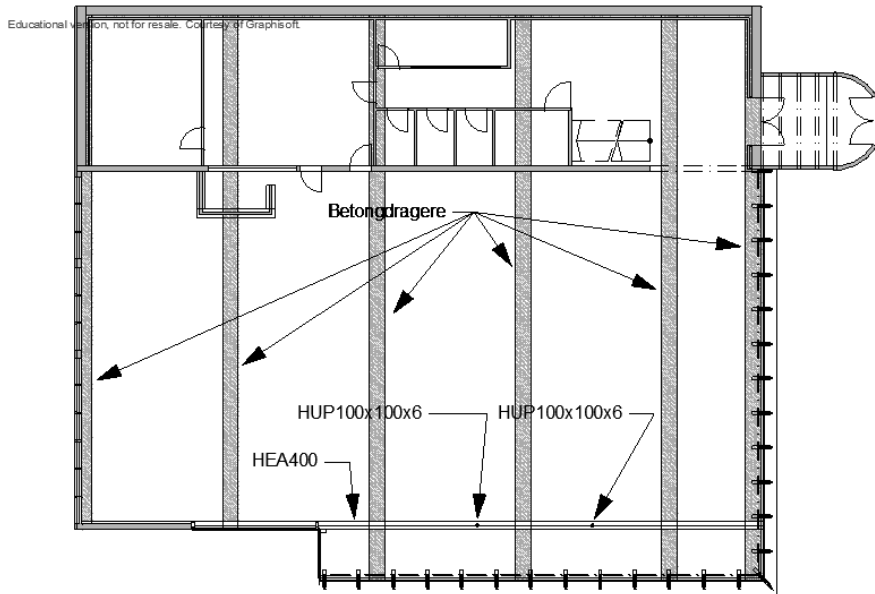 Educational version, not for resale. Courtesy of Graphisoft.
Betongdragere
HUP100x100x6
HUP100x100x6
HEA400